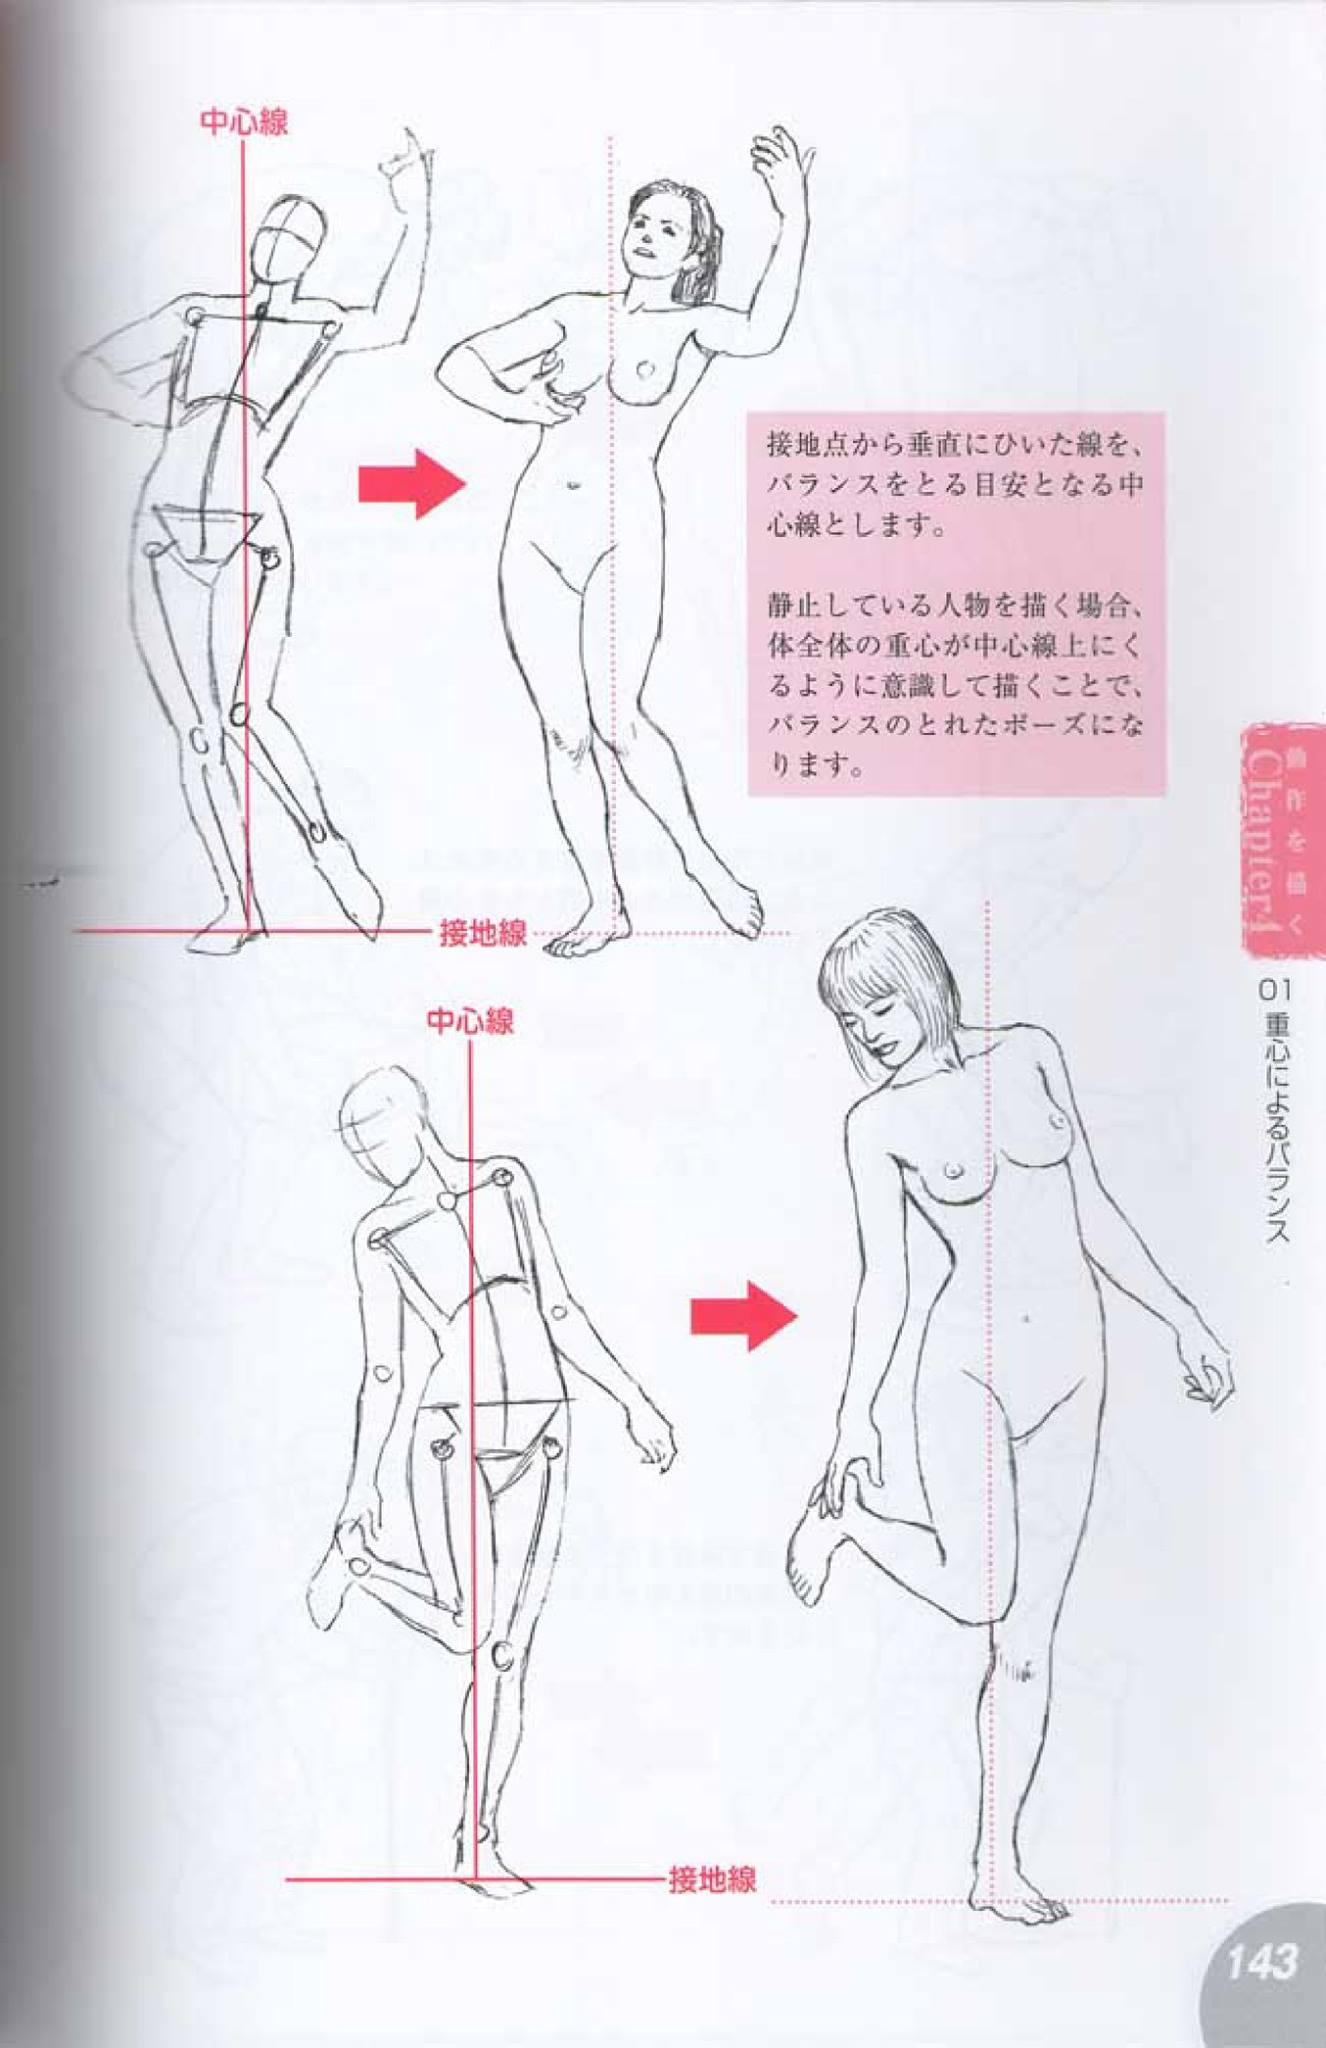 中心線
接地点から垂直にひいた線を、
バランスをとる目安となる中
心線とします。
静止している人物を描く場合、
体全体の重心が中心線上にく
るように意識して描くことで、
バランスのとれたポーズにな
ります。
接地線
中心線
接地線
動作を描く
Chapter4
01 重心によるバランス
143